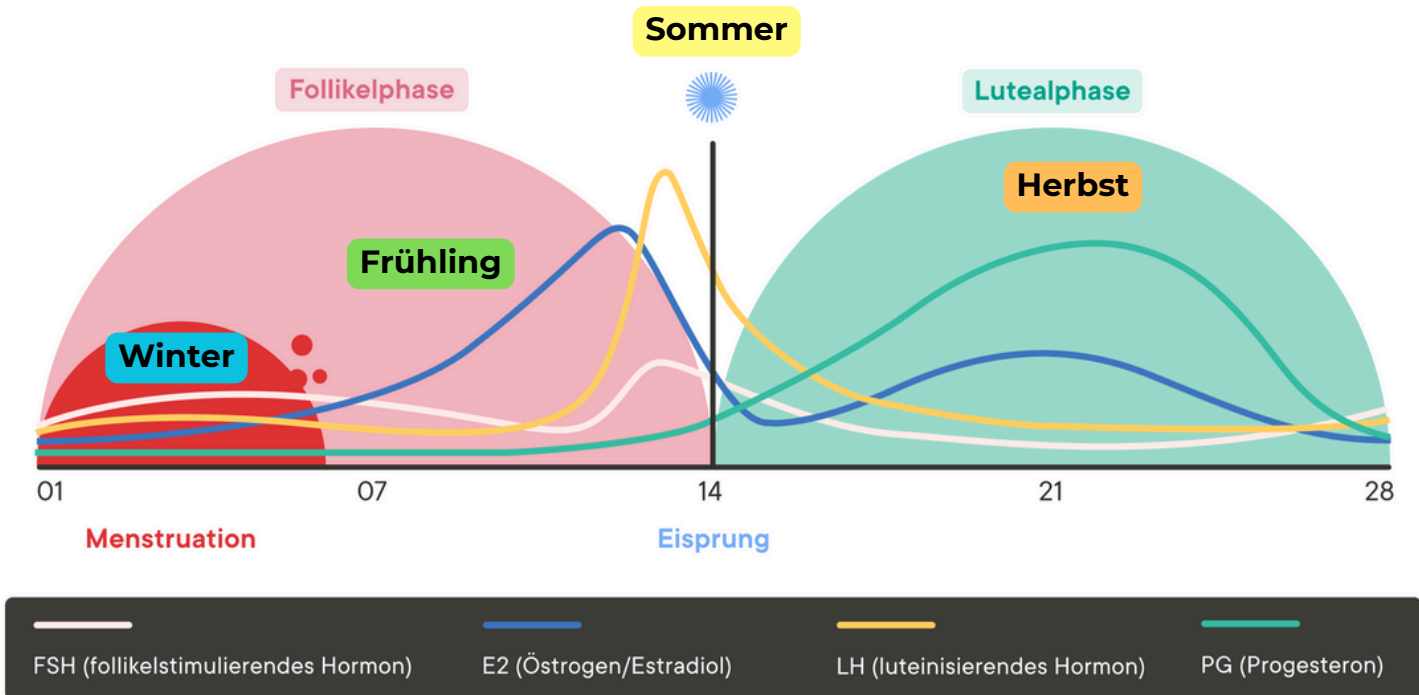 Sommer
Follikelphase
Lutealphase
Herbst
Frühling
Winter
01 07 14 21 28
Menstruation Eisprung
FSH (follikelstimulierendes Hormon) E2 (Östrogen/Estradiol) LH (luteinisierendes Hormon) PG (Progesteron)